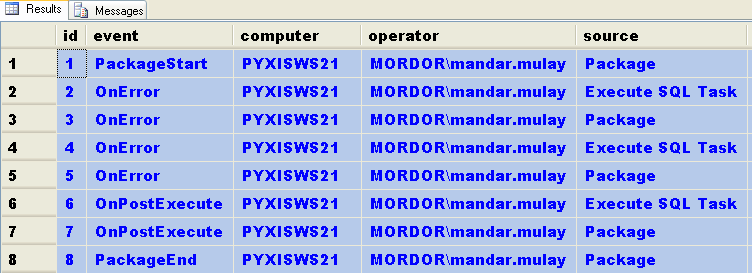 Results Messages
id event computer operator source
1 1 PackageStart PYXISWS21 MORDOR\mandar.mulay Package
2 2 OnError PYXISWS21 MORDOR\mandar.mulay Execute SQL Task
3 3 OnError PYXISWS21 MORDOR\mandar.mulay Package
4 4 OnError PYXISWS21 MORDOR\mandar.mulay Execute SQL Task
5 5 OnError PYXISWS21 MORDOR\mandar.mulay Package
6 6 OnPostExecute PYXISWS21 MORDOR\mandar.mulay Execute SQL Task
7 7 OnPostExecute PYXISWS21 MORDOR\mandar.mulay Package
8 8 PackageEnd PYXISWS21 MORDOR\mandar.mulay Package